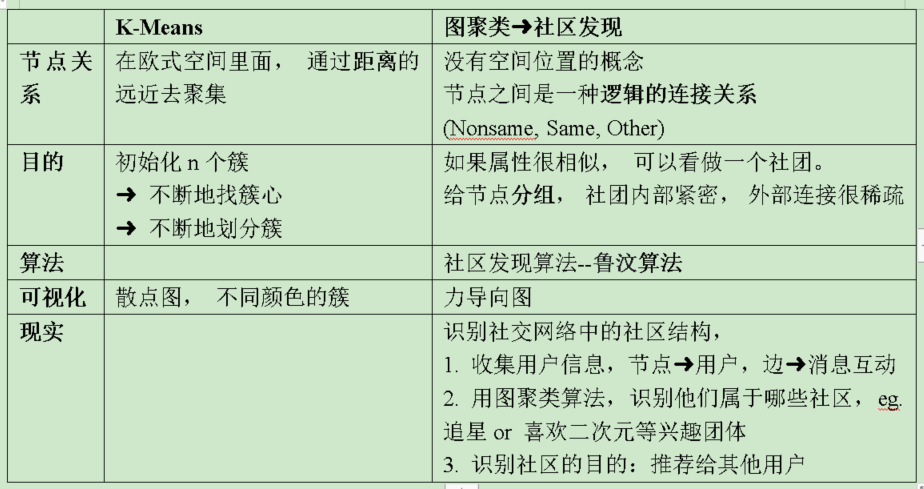 K-Means
图聚类➜社区发现
节点关系
在欧式空间里面， 通过距离的
远近去聚集
没有空间位置的概念
节点之间是一种逻辑的连接关系
(Nonsame, Same, Other)
目的
初始化 n 个簇
➜ 不断地找簇心
➜ 不断地划分簇
如果属性很相似， 可以看做一个社团。
给节点分组， 社团内部紧密， 外部连接很稀疏
算法
社区发现算法--鲁汶算法
可视化
散点图， 不同颜色的簇
力导向图
现实
识别社交网络中的社区结构，
1. 收集用户信息，节点➜用户，边➜消息互动
2. 用图聚类算法，识别他们属于哪些社区，eg.
追星 or 喜欢二次元等兴趣团体
3. 识别社区的目的：推荐给其他用户